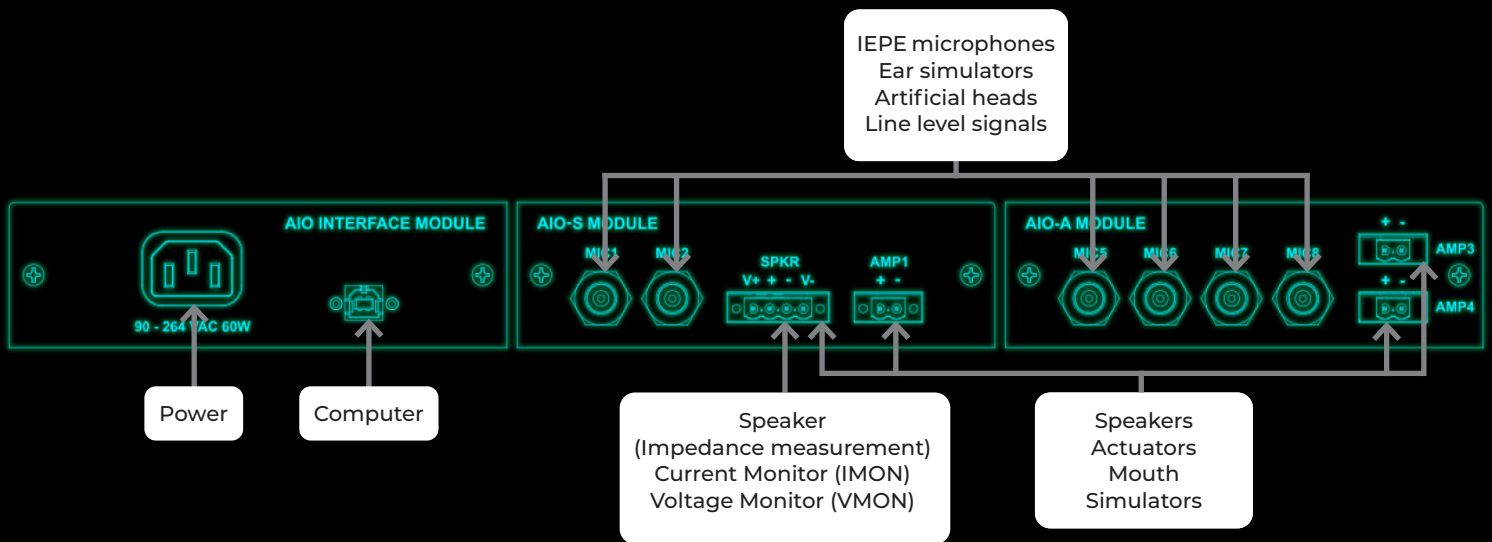 IEPE microphones
Ear simulators
Artificial heads
Line level signals
AIO INTERFACE MODULE
90 - 264 VAC 60W
AIO-S MODULE
MIC1
MIC2
SPKR
V+ + - V-
AMP1
+ -
AIO-A MODULE
MIC5
MIC6
MIC7
MIC8
+ -
AMP3
+ -
AMP4
Power
Computer
Speaker
(Impedance measurement)
Current Monitor (IMON)
Voltage Monitor (VMON)
Speakers
Actuators
Mouth
Simulators